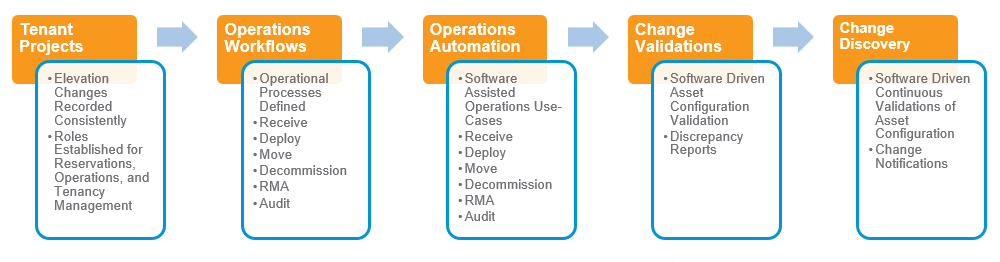 Tenant
Projects
• Elevation
Changes
Recorded
Consistently
• Roles
Established for
Reservations,
Operations, and
Tenancy
Management
Operations
Workflows
• Operational
Processes
Defined
• Receive
• Deploy
• Move
• Decommission
• RMA
• Audit
Operations
Automation
• Software
Assisted
Operations Use-
Cases
• Receive
• Deploy
• Move
• Decommission
• RMA
• Audit
Change
Validations
• Software Driven
Asset
Configuration
Validation
• Discrepancy
Reports
Change
Discovery
• Software Driven
Continuous
Validations of
Asset
Configuration
• Change
Notifications